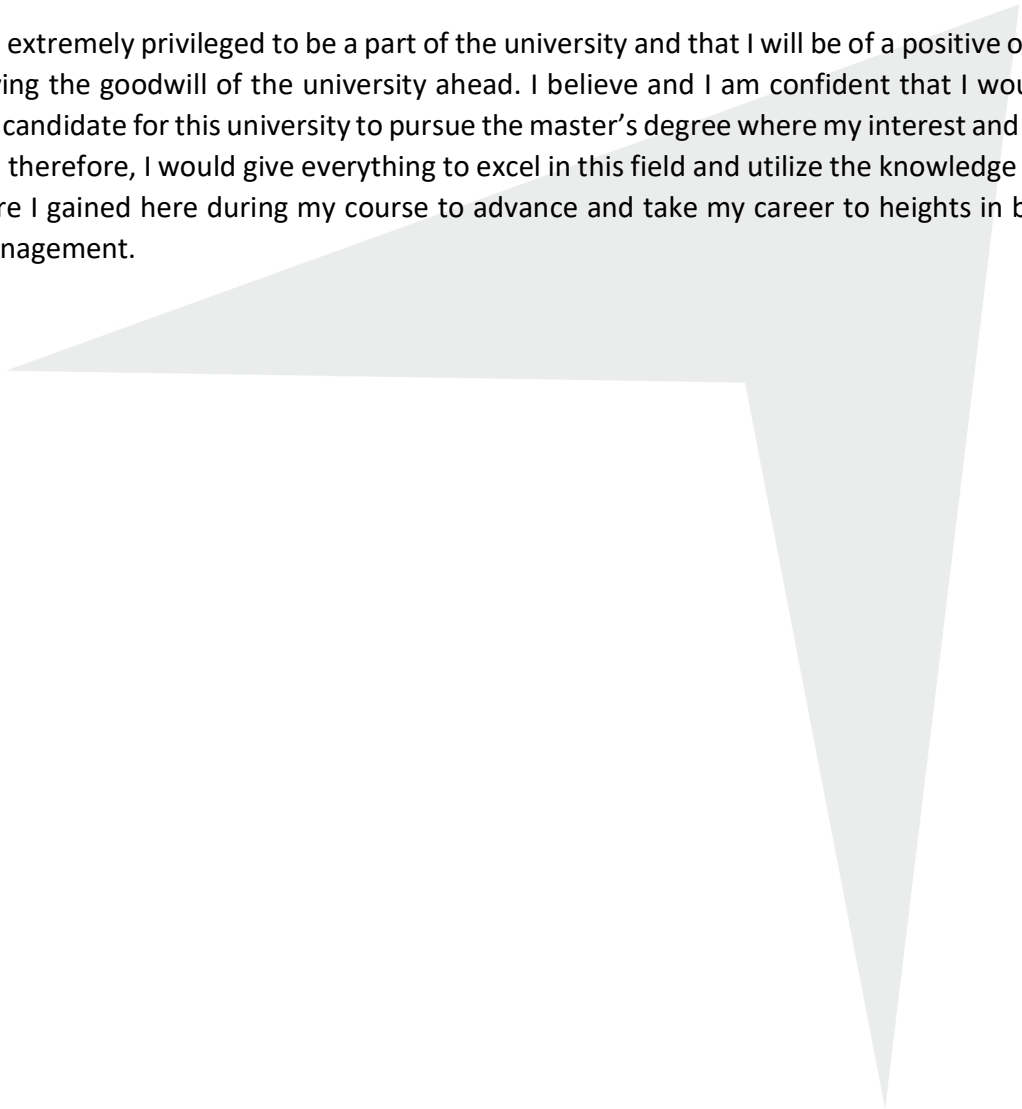 extremely privileged to be a part of the university and that I will be of a positive
ing the goodwill of the university ahead. I believe and I am confident that I
candidate for this university to pursue the master’s degree where my interest and
therefore, I would give everything to excel in this field and utilize the knowledge
re I gained here during my course to advance and take my career to heights in
nagement.